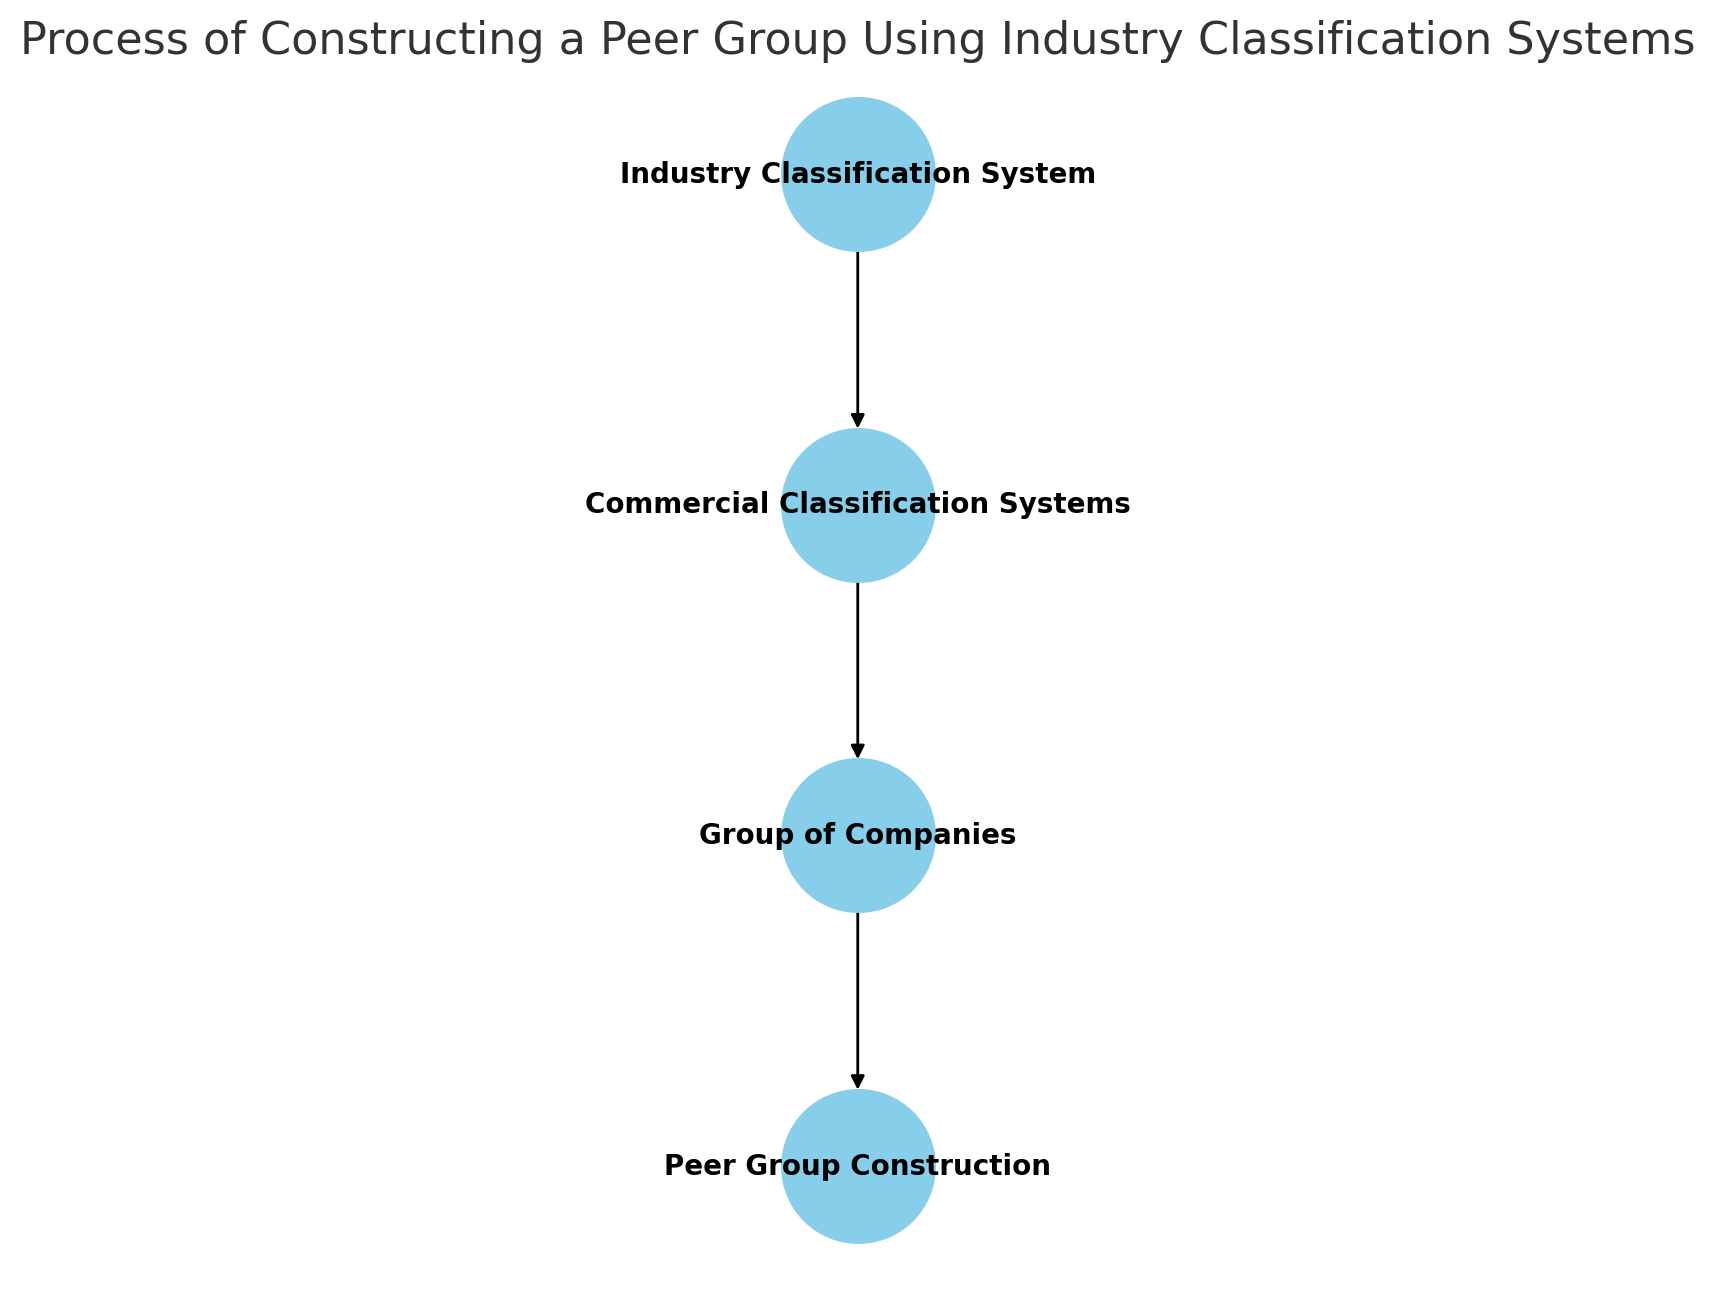 Process of Constructing a Peer Group Using Industry Classification Systems
Industry Classification System
Commercial Classification Systems
Group of Companies
Peer Group Construction